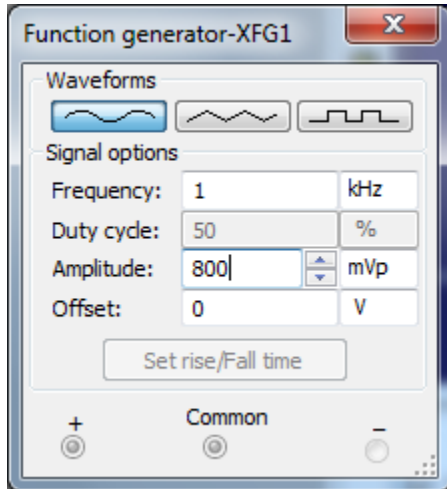 Function generator-XFG1
Waveforms
Signal options
Frequency: 1 kHz
Duty cycle: 50 %
Amplitude: 800 mVp
Offset: 0 V
Set rise/Fall time
+ Common −